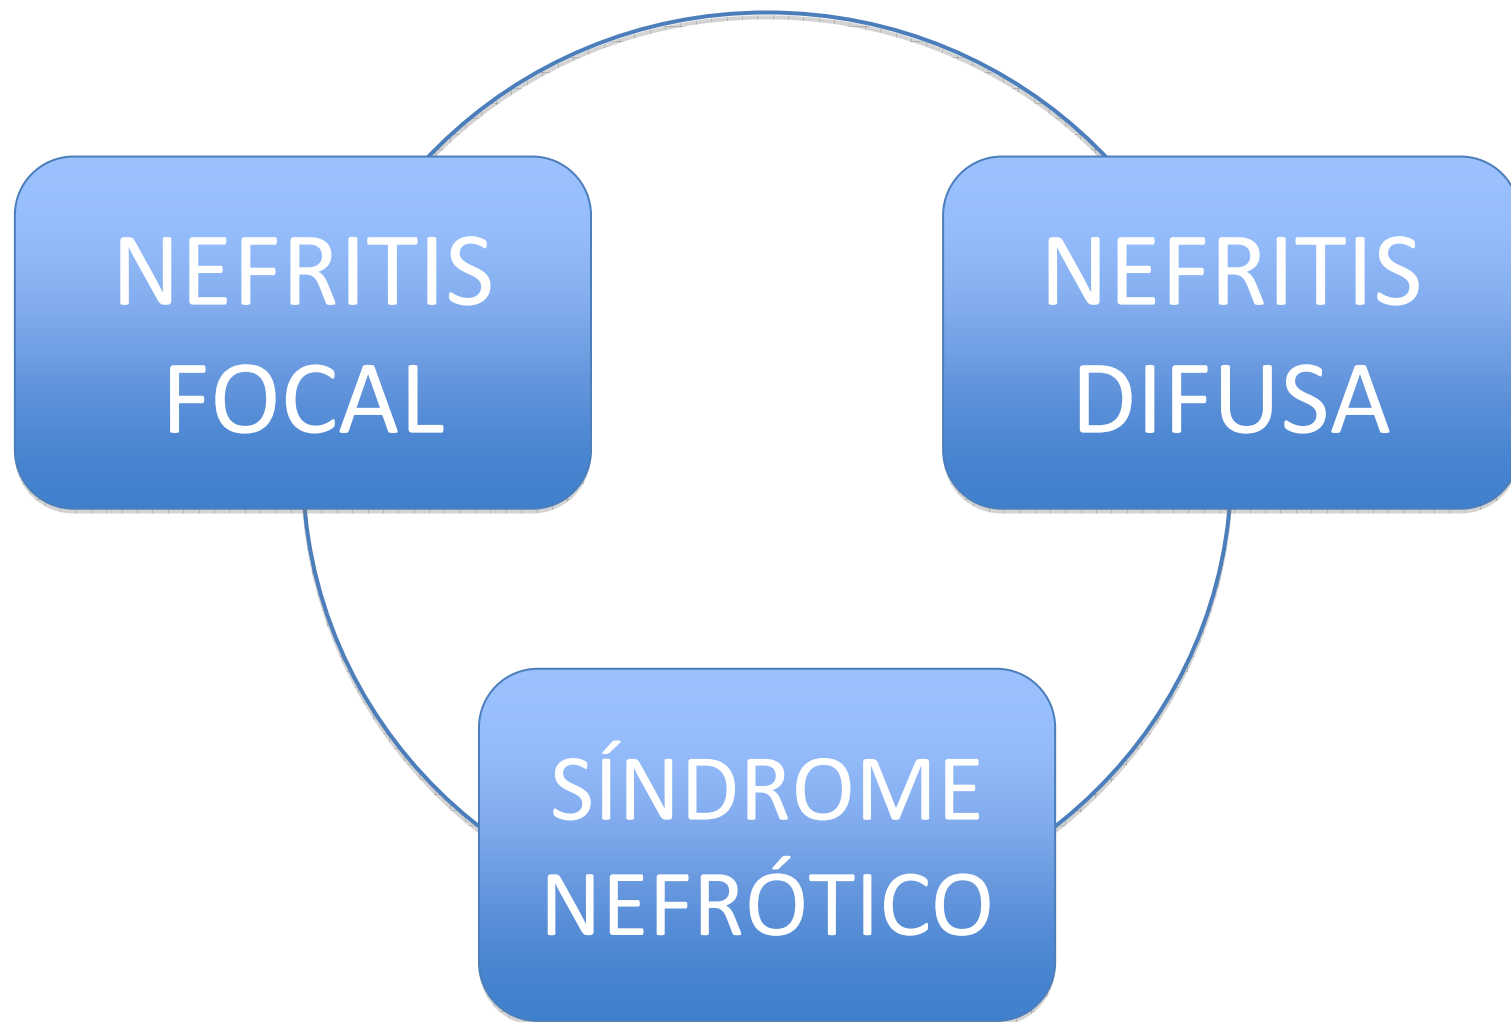 NEFRITIS
FOCAL
NEFRITIS
DIFUSA
SÍNDROME
NEFRÓTICO